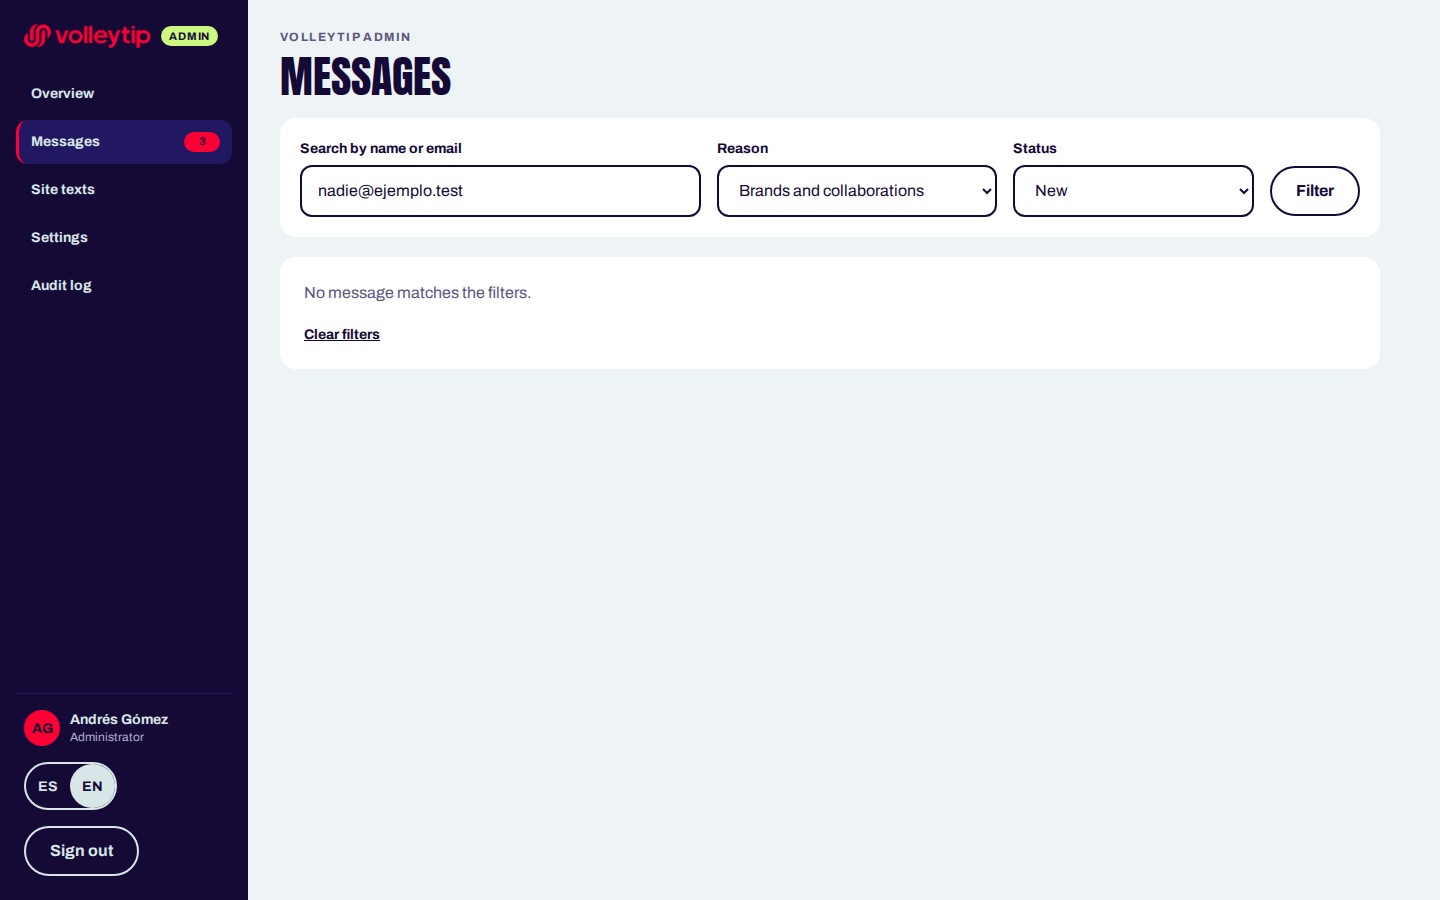 volleytip ADMIN
Overview
Messages 3
Site texts
Settings
Audit log
AG
Andrés Gómez
Administrator
ES EN
Sign out
VOLLEYTIP ADMIN
MESSAGES
Search by name or email
nadie@ejemplo.test
Reason
Brands and collaborations
Status
New
Filter
No message matches the filters.
Clear filters